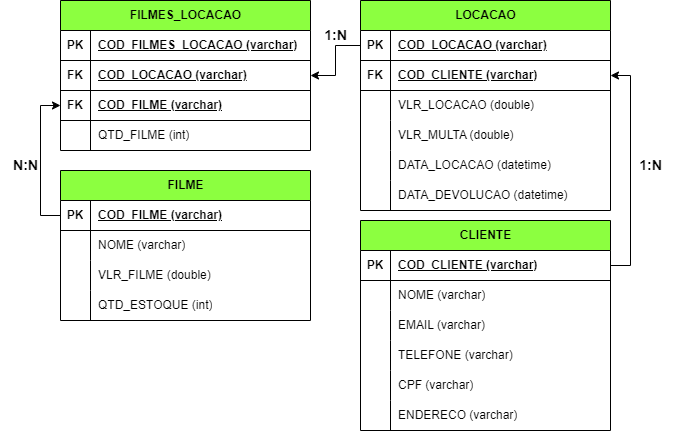 FILMES_LOCACAO
PK COD_FILMES_LOCACAO (varchar)
FK COD_LOCACAO (varchar)
FK COD_FILME (varchar)
QTD_FILME (int)
1:N
LOCACAO
PK COD_LOCACAO (varchar)
FK COD_CLIENTE (varchar)
VLR_LOCACAO (double)
VLR_MULTA (double)
DATA_LOCACAO (datetime)
DATA_DEVOLUCAO (datetime)
N:N
1:N
FILME
PK COD_FILME (varchar)
NOME (varchar)
VLR_FILME (double)
QTD_ESTOQUE (int)
CLIENTE
PK COD_CLIENTE (varchar)
NOME (varchar)
EMAIL (varchar)
TELEFONE (varchar)
CPF (varchar)
ENDERECO (varchar)